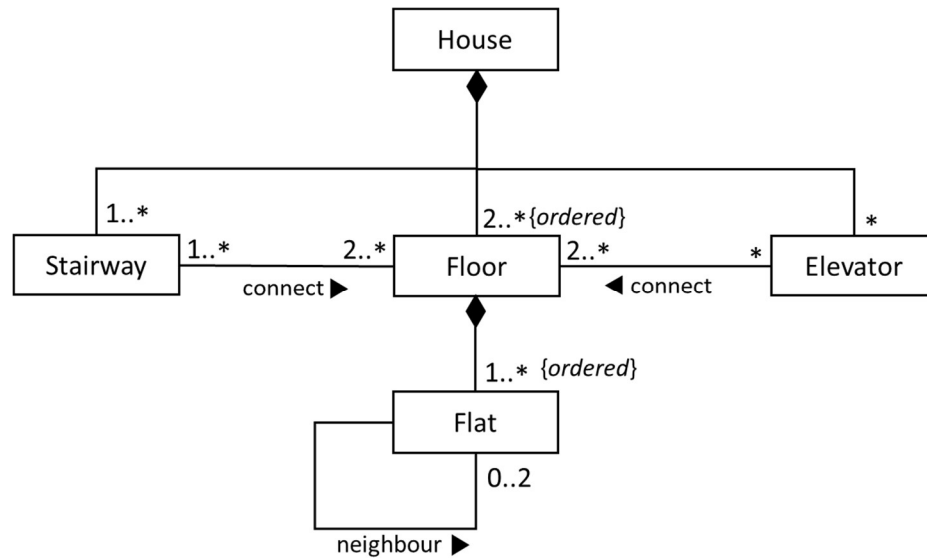 House
1..*
2..* {ordered}
*
Stairway
1..*
2..*
Floor
2..*
*
Elevator
connect ►
◄ connect
1..* {ordered}
Flat
0..2
neighbour ►